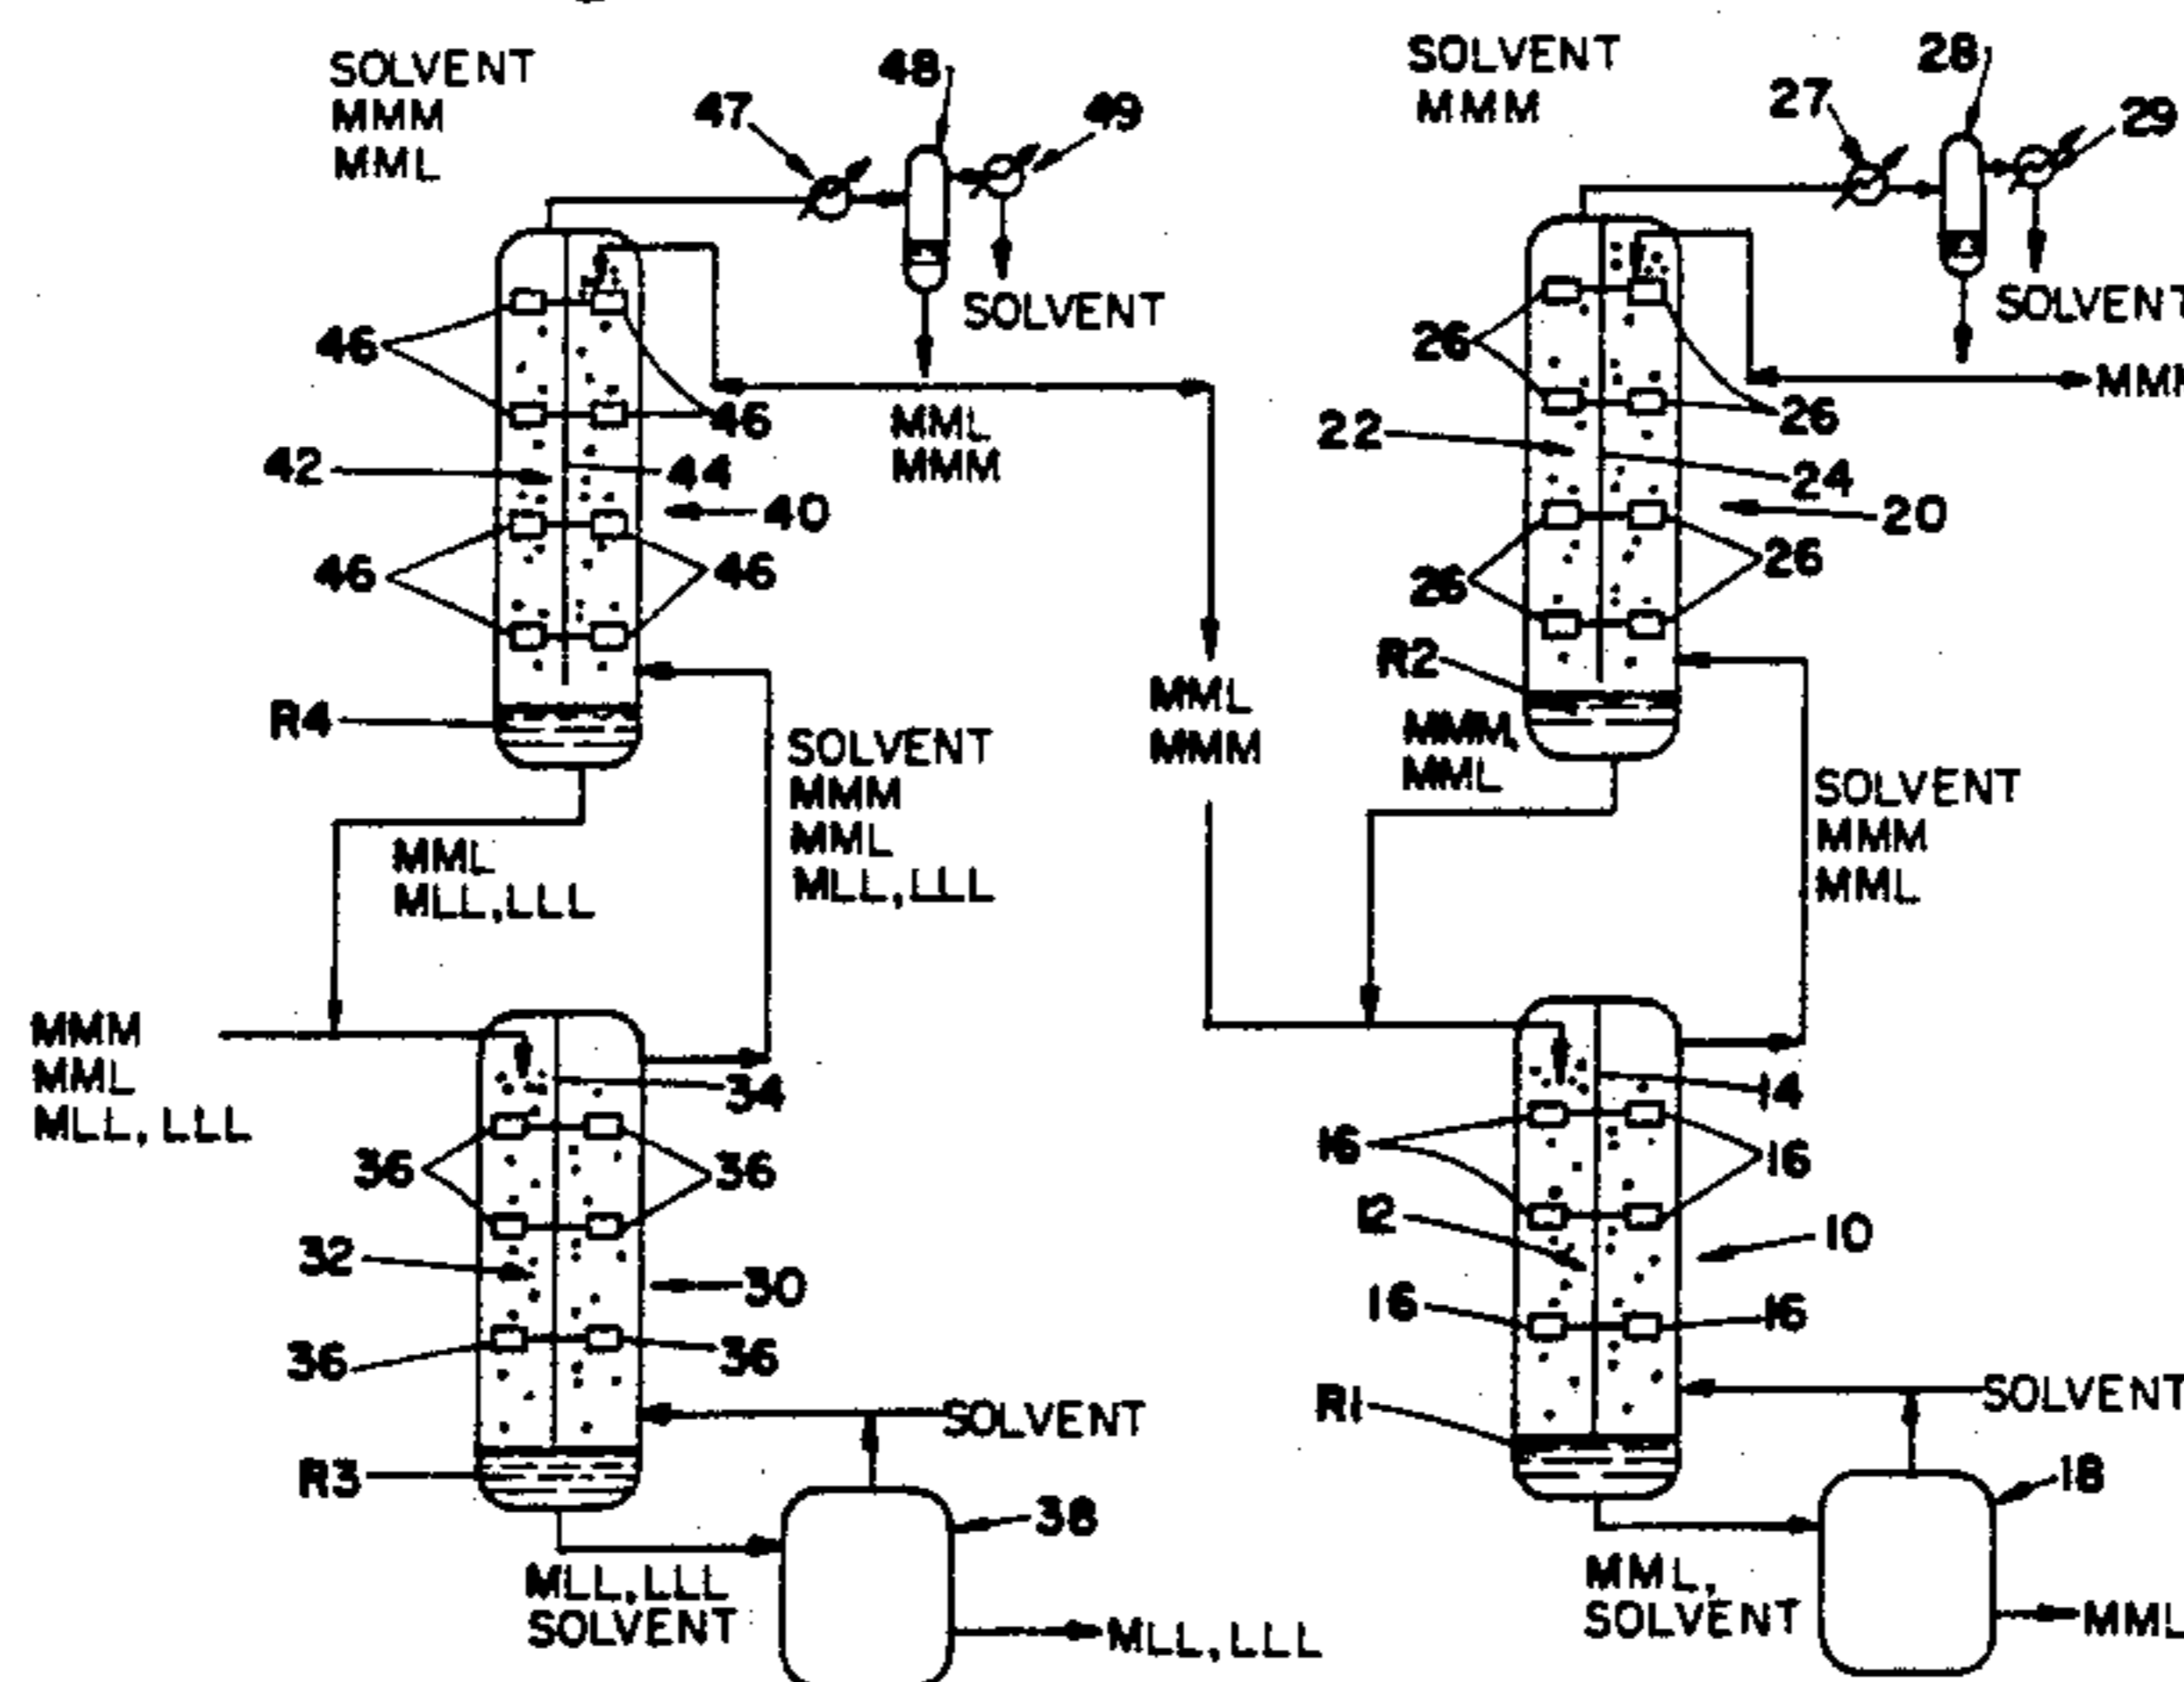 SOLVENT
MMM
MML
47
48
49
SOLVENT
46
46
MML
MMM
42
44
40
46
46
R4
SOLVENT
MMM
MML
MLL,LLL
MML
MLL,LLL
MML
MMM
MMM
MML
MLL, LLL
34
36
36
32
30
36
36
SOLVENT
R3
38
MLL,LLL
SOLVENT
MLL,LLL
SOLVENT
MMM
27
28
29
SOLVENT
26
26
22
24
20
26
26
R2
MMM,
MML
SOLVENT
MMM
MML
14
16
16
12
10
16
16
SOLVENT
R1
18
MML,
SOLVENT
MML